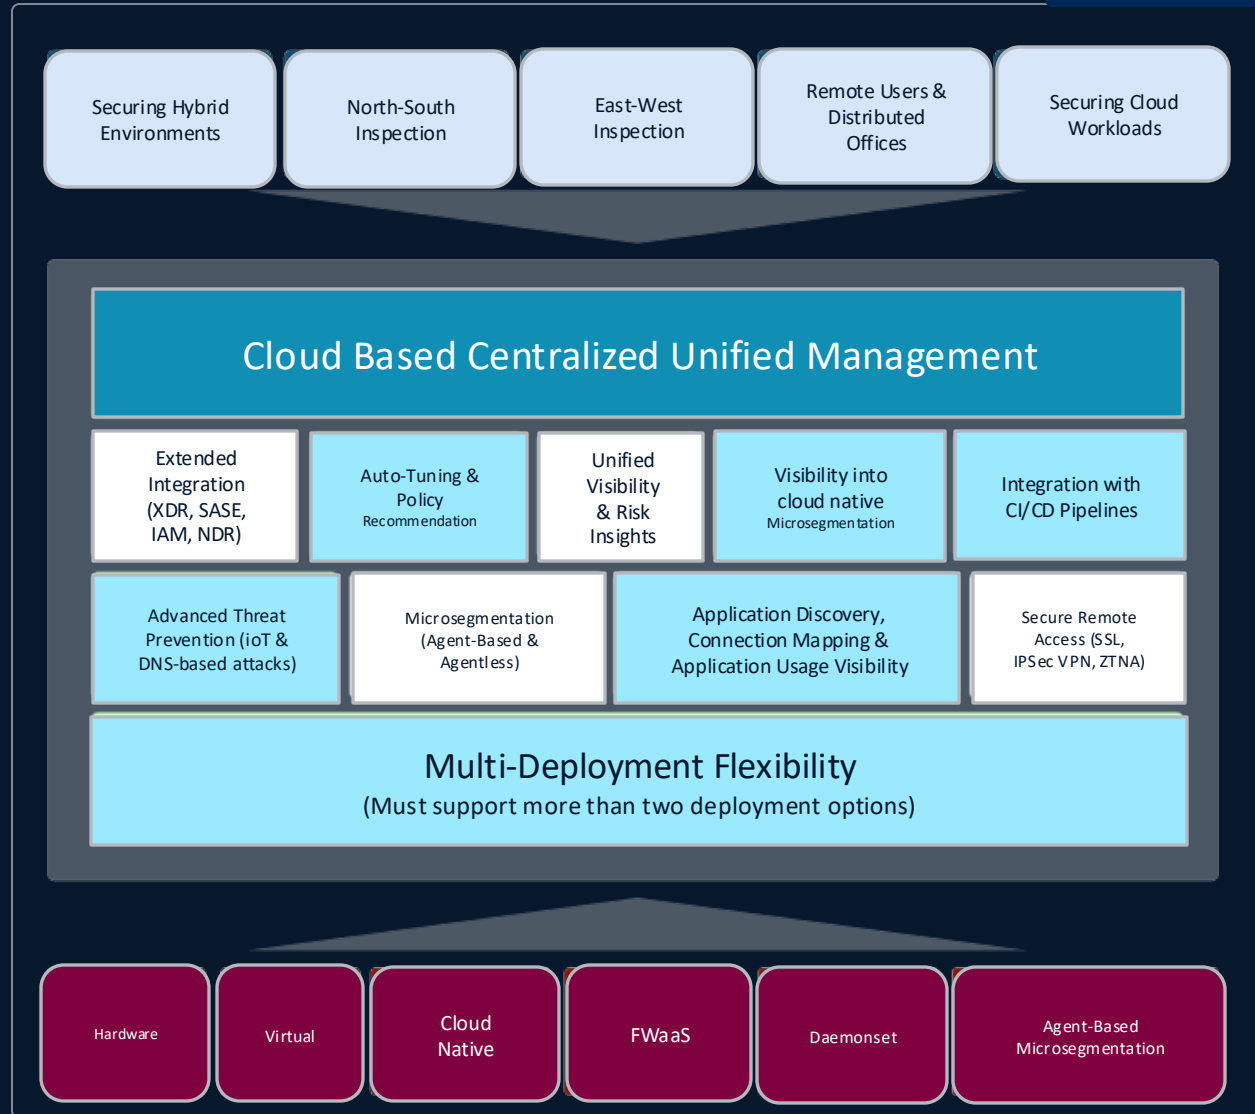 Securing Hybrid
Environments
North-South
Inspection
East-West
Inspection
Remote Users &
Distributed
Offices
Securing Cloud
Workloads
Cloud Based Centralized Unified Management
Extended
Integration
(XDR, SASE,
IAM, NDR)
Auto-Tuning &
Policy
Recommendation
Unified
Visibility
& Risk
Insights
Visibility into
cloud native
Microsegmentation
Integration with
CI/CD Pipelines
Advanced Threat
Prevention (ioT &
DNS-based attacks)
Microsegmentation
(Agent-Based &
Agentless)
Application Discovery,
Connection Mapping &
Application Usage Visibility
Secure Remote
Access (SSL,
IPSec VPN, ZTNA)
Multi-Deployment Flexibility
(Must support more than two deployment options)
Hardware
Virtual
Cloud
Native
FWaaS
Daemonset
Agent-Based
Microsegmentation